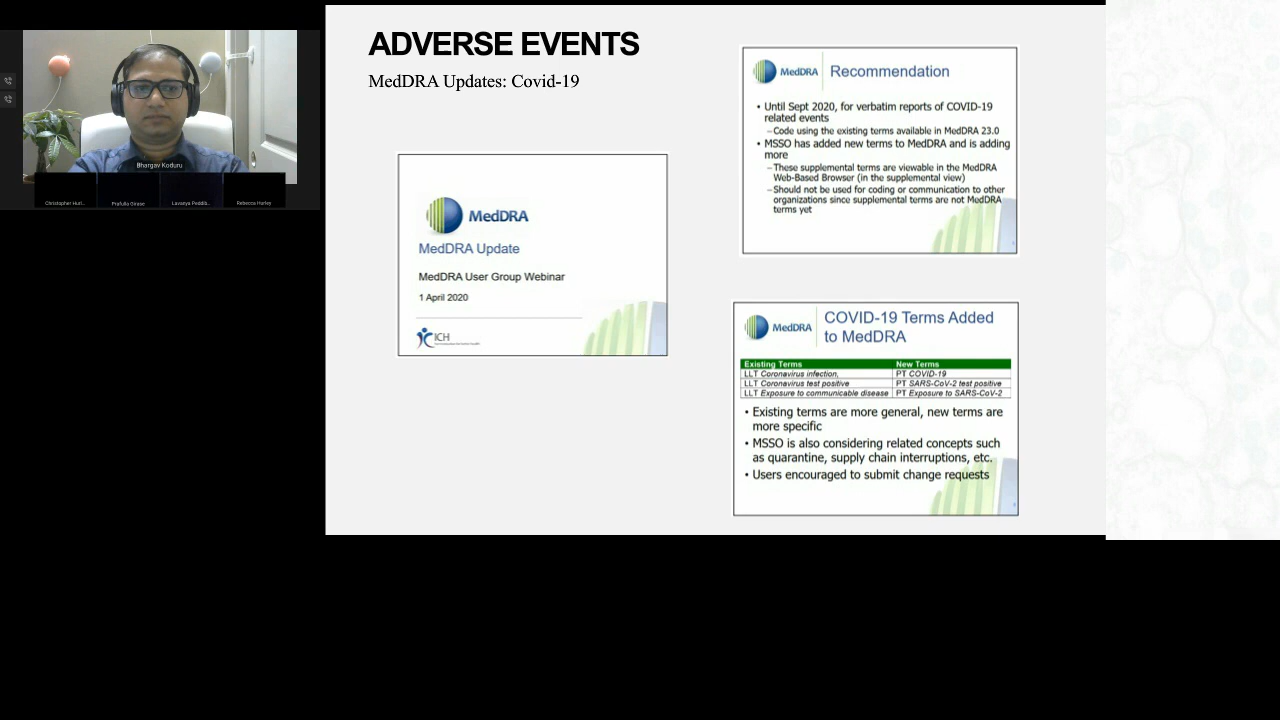 Bhargav Koduru
Christopher Hurl...
Prafulla Girase
Lavanya Peddib...
Rebecca Hurley
ADVERSE EVENTS
MedDRA Updates: Covid-19
MedDRA
MedDRA Update
MedDRA User Group Webinar
1 April 2020
ICH
MedDRA
Recommendation
• Until Sept 2020, for verbatim reports of COVID-19
related events
– Code using the existing terms available in MedDRA 23.0
• MSSO has added new terms to MedDRA and is adding
more
– These supplemental terms are viewable in the MedDRA
Web-Based Browser (in the supplemental view)
– Should not be used for coding or communication to other
organizations since supplemental terms are not MedDRA
terms yet
MedDRA
COVID-19 Terms Added
to MedDRA
Existing Terms New Terms
LLT Coronavirus infection, PT COVID-19
LLT Coronavirus test positive PT SARS-CoV-2 test positive
LLT Exposure to communicable disease PT Exposure to SARS-CoV-2
• Existing terms are more general, new terms are
more specific
• MSSO is also considering related concepts such
as quarantine, supply chain interruptions, etc.
• Users encouraged to submit change requests